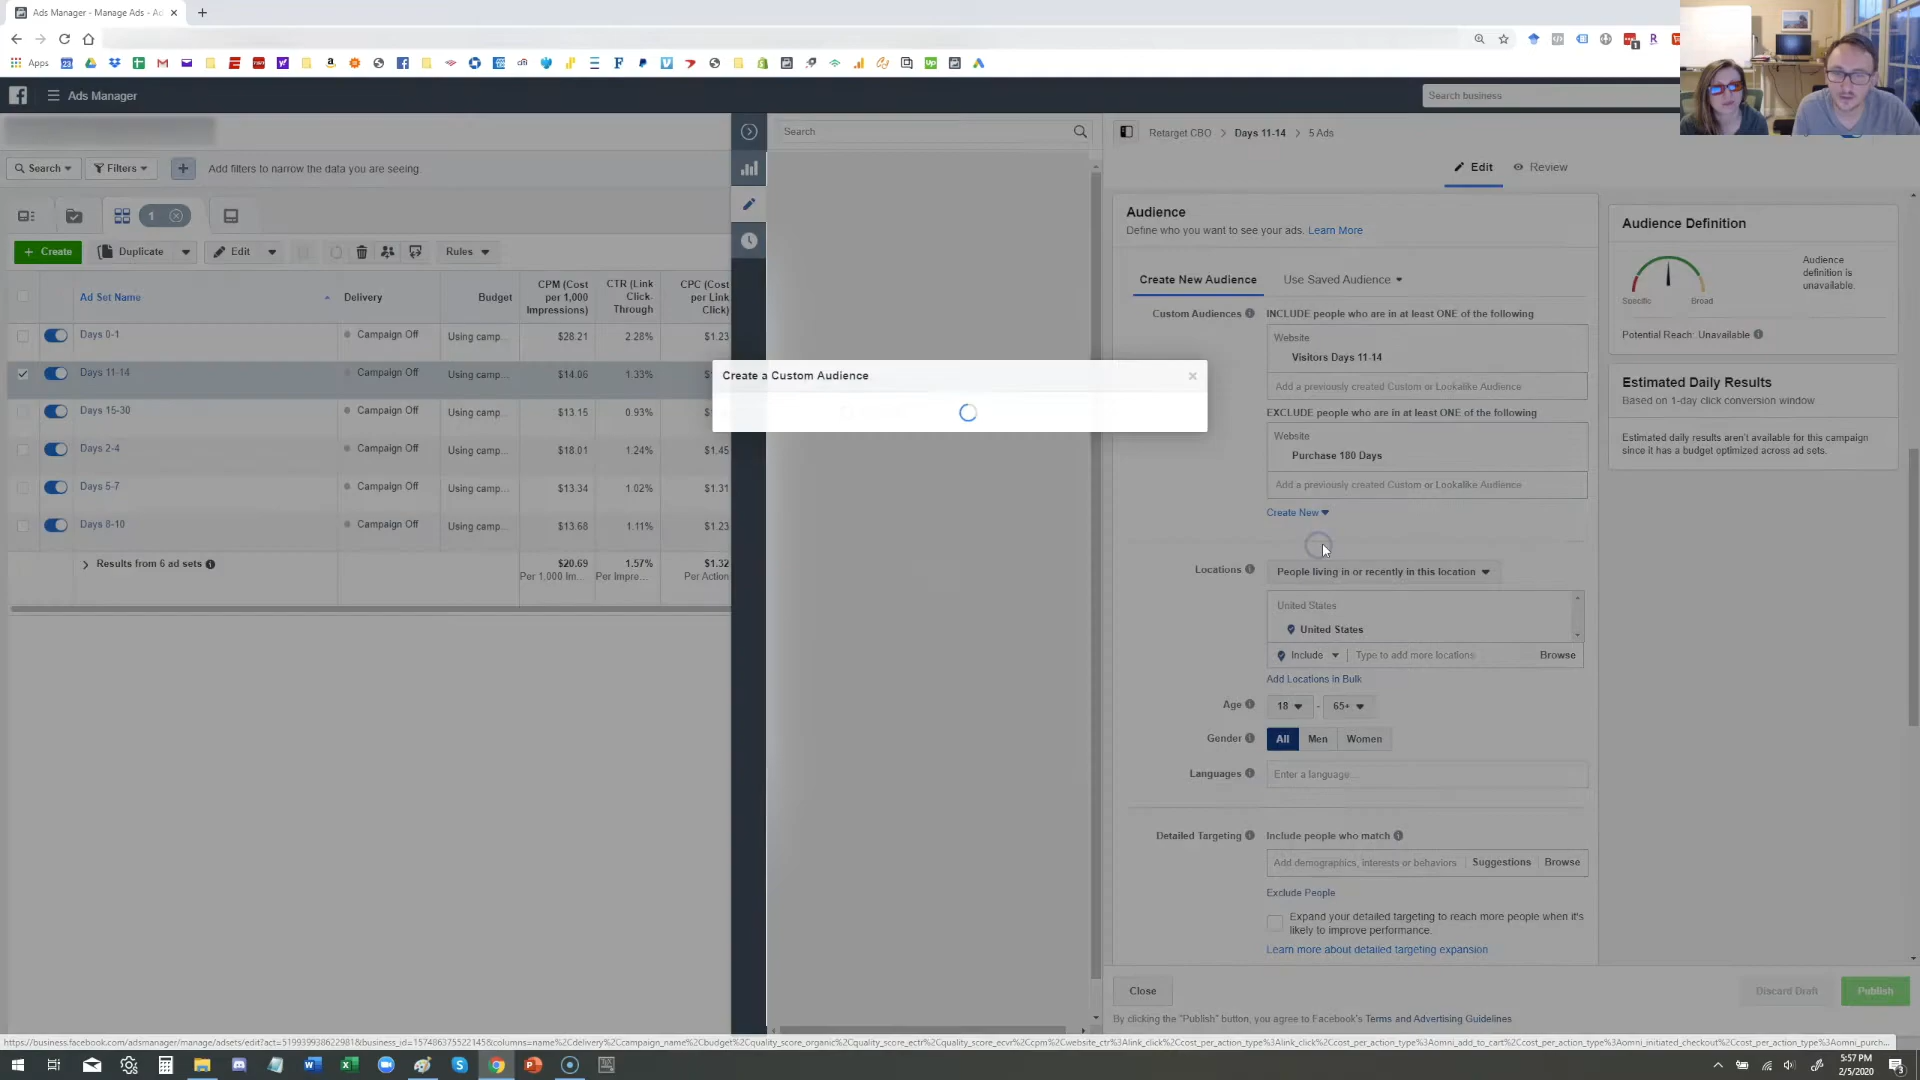 Ads Manager - Manage Ads - Ad
Apps
Ads Manager
Search business
Search
Retarget CBO > Days 11-14 > 5 Ads
Search
Filters
Add filters to narrow the data you are seeing.
Edit
Review
1
Create
Duplicate
Edit
Rules
Ad Set Name
Delivery
Budget
CPM (Cost per 1,000 Impressions)
CTR (Link Click-Through
CPC (Cost per Link Click)
Days 0-1
Campaign Off
Using camp...
$28.21
2.28%
$1.23
Days 11-14
Campaign Off
Using camp...
$14.06
1.33%
Days 15-30
Campaign Off
Using camp...
$13.15
0.93%
Days 2-4
Campaign Off
Using camp...
$18.01
1.24%
$1.45
Days 5-7
Campaign Off
Using camp...
$13.34
1.02%
$1.31
Days 8-10
Campaign Off
Using camp...
$13.68
1.11%
$1.23
Results from 6 ad sets
$20.69
Per 1,000 Im...
1.57%
Per Impre...
$1.32
Per Action
Create a Custom Audience
Audience
Define who you want to see your ads. Learn More
Create New Audience
Use Saved Audience
Custom Audiences
INCLUDE people who are in at least ONE of the following
Website
Visitors Days 11-14
Add a previously created Custom or Lookalike Audience
EXCLUDE people who are in at least ONE of the following
Website
Purchase 180 Days
Add a previously created Custom or Lookalike Audience
Create New
Locations
People living in or recently in this location
United States
United States
Include
Type to add more locations
Browse
Add Locations in Bulk
Age
18 - 65+
Gender
All
Men
Women
Languages
Enter a language...
Detailed Targeting
Include people who match
Add demographics, interests or behaviors
Suggestions
Browse
Exclude People
Expand your detailed targeting to reach more people when it's
likely to improve performance.
Learn more about detailed targeting expansion
Audience Definition
Specific
Broad
Audience
definition is
unavailable.
Potential Reach: Unavailable
Estimated Daily Results
Based on 1-day click conversion window
Estimated daily results aren't available for this campaign
since it has a budget optimized across ad sets.
Close
Discard Draft
Publish
By clicking the "Publish" button, you agree to Facebook's Terms and Advertising Guidelines
5:57 PM
2/5/2020